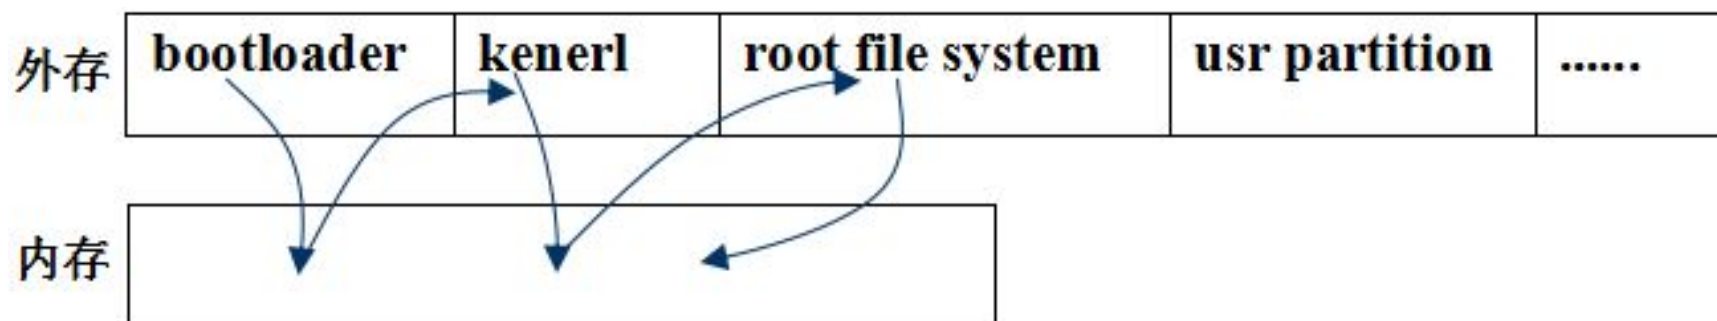 外存 bootloader kenerl root file system usr partition ......
内存